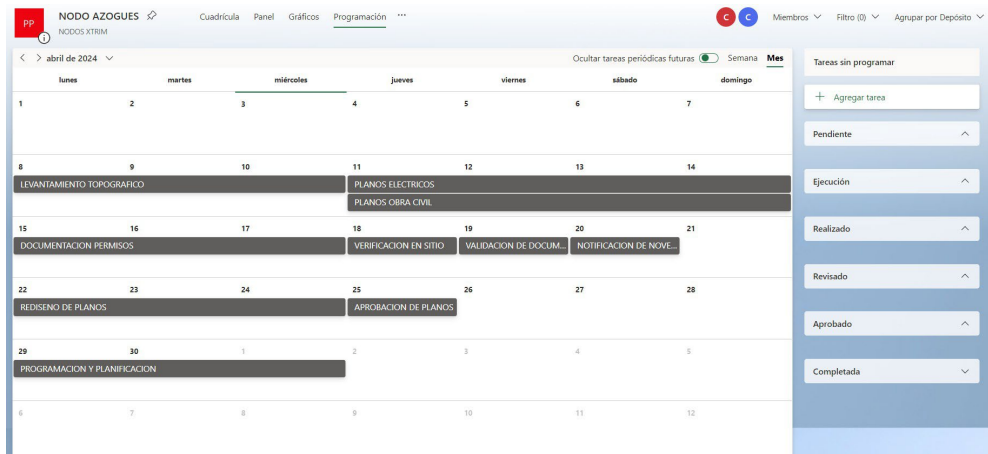 PP
NODO AZOGUES
NODOS XTRIM
Cuadrícula Panel Gráficos Programación ...
C C Miembros Filtro (0) Agrupar por Depósito
abril de 2024
Ocultar tareas periódicas futuras Semana Mes
lunes martes miércoles jueves viernes sábado domingo
1 2 3 4 5 6 7
8 9 10 11 12 13 14
LEVANTAMIENTO TOPOGRAFICO PLANOS ELECTRICOS
PLANOS OBRA CIVIL
15 16 17 18 19 20 21
DOCUMENTACION PERMISOS VERIFICACION EN SITIO VALIDACION DE DOCUM... NOTIFICACION DE NOVE...
22 23 24 25 26 27 28
REDISENO DE PLANOS APROBACION DE PLANOS
29 30 1 2 3 4 5
PROGRAMACION Y PLANIFICACION
6 7 8 9 10 11 12
Tareas sin programar
+ Agregar tarea
Pendiente
Ejecución
Realizado
Revisado
Aprobado
Completada